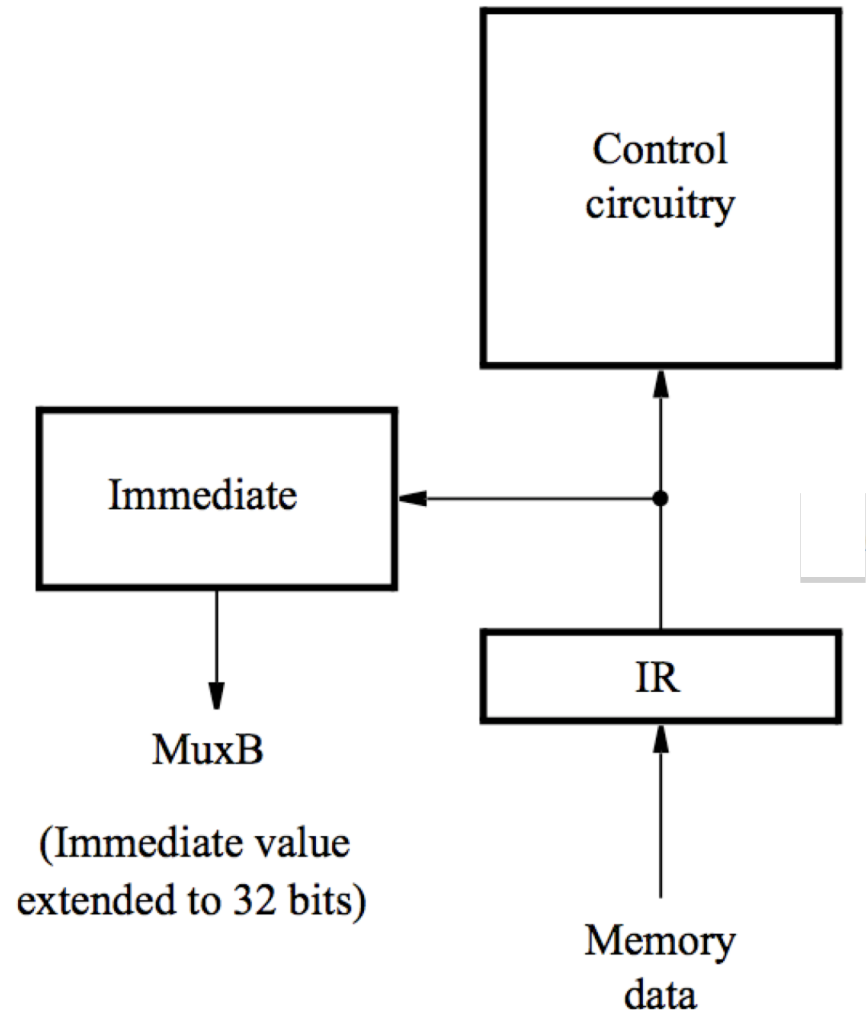 Control
circuitry
Immediate
IR
MuxB
(Immediate value
extended to 32 bits)
Memory
data